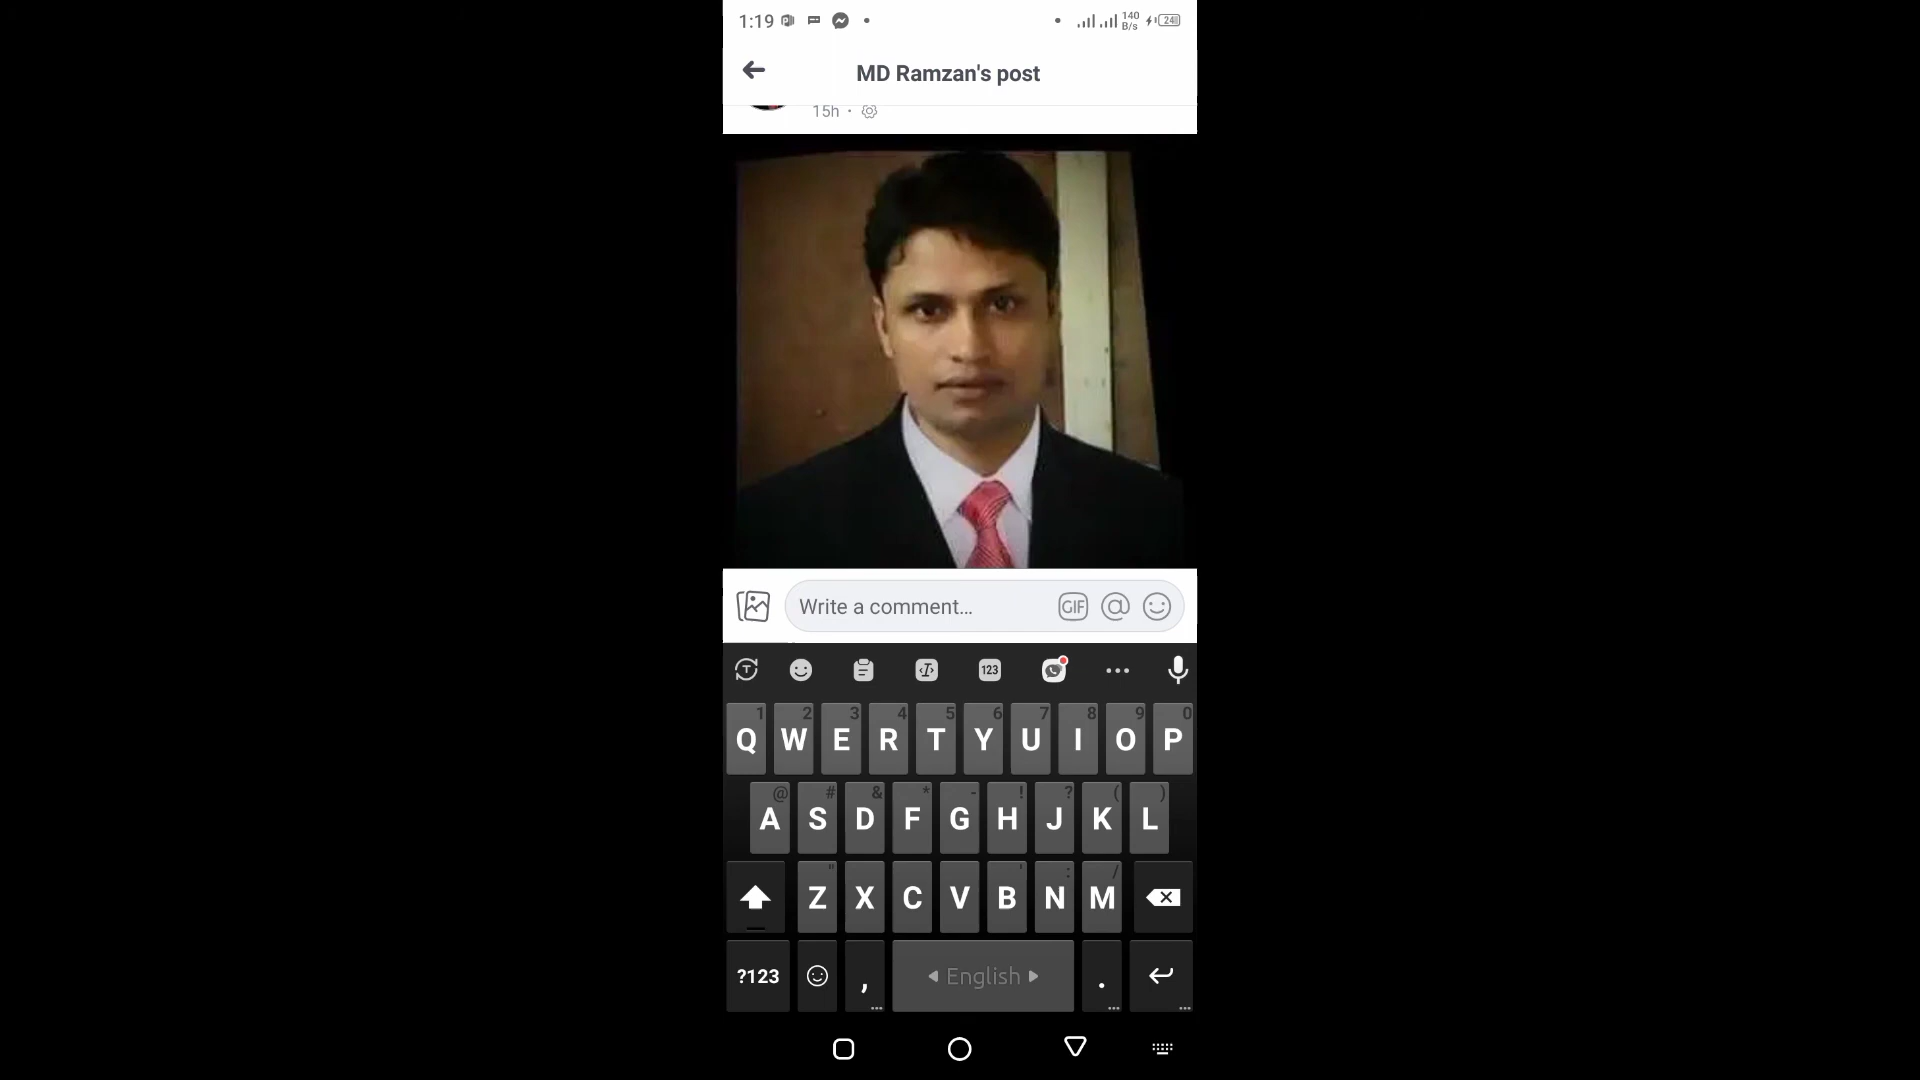 1:19 140 B/s 24
MD Ramzan's post
15h ·
Write a comment...
GIF @
T 123
1 2 3 4 5 6 7 8 9 0
Q W E R T Y U I O P
@ # & * - ! ? ( )
A S D F G H J K L
" ' : /
Z X C V B N M
?123 , English .